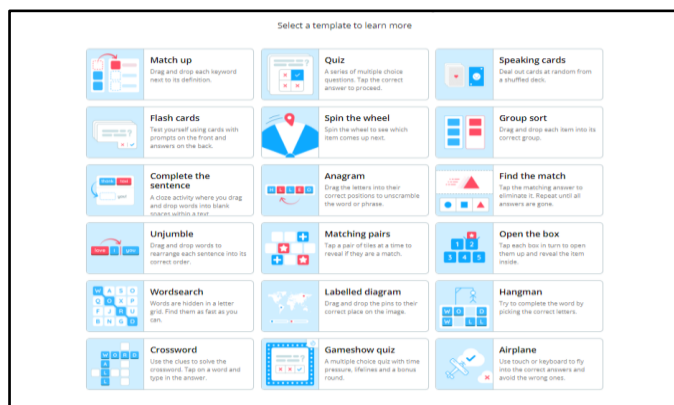 Select a template to learn more
Match up
Drag and drop each keyword
next to its definition.
Quiz
A series of multiple choice
questions. Tap the correct
answer to proceed.
Speaking cards
Deal out cards at random from
a shuffled deck.
Flash cards
Test yourself using cards with
prompts on the front and
answers on the back.
Spin the wheel
Spin the wheel to see which
item comes up next.
Group sort
Drag and drop each item into its
correct group.
Complete the
sentence
A cloze activity where you drag
and drop words into blank
spaces within a text.
Anagram
Drag the letters into their
correct positions to unscramble
the word or phrase.
Find the match
Tap the matching answer to
eliminate it. Repeat until all
answers are gone.
Unjumble
Drag and drop words to
rearrange each sentence into its
correct order.
Matching pairs
Tap a pair of tiles at a time to
reveal if they are a match.
Open the box
Tap each box in turn to open
them up and reveal the item
inside.
1 2
3 4 5
Wordsearch
Words are hidden in a letter
grid. Find them as fast as you
can.
Labelled diagram
Drag and drop the pins to their
correct place on the image.
Hangman
Try to complete the word by
picking the correct letters.
Crossword
Use the clues to solve the
crossword. Tap on a word and
type in the answer.
Gameshow quiz
A multiple choice quiz with time
pressure, lifelines and a bonus
round.
Airplane
Use touch or keyboard to fly
into the correct answers and
avoid the wrong ones.